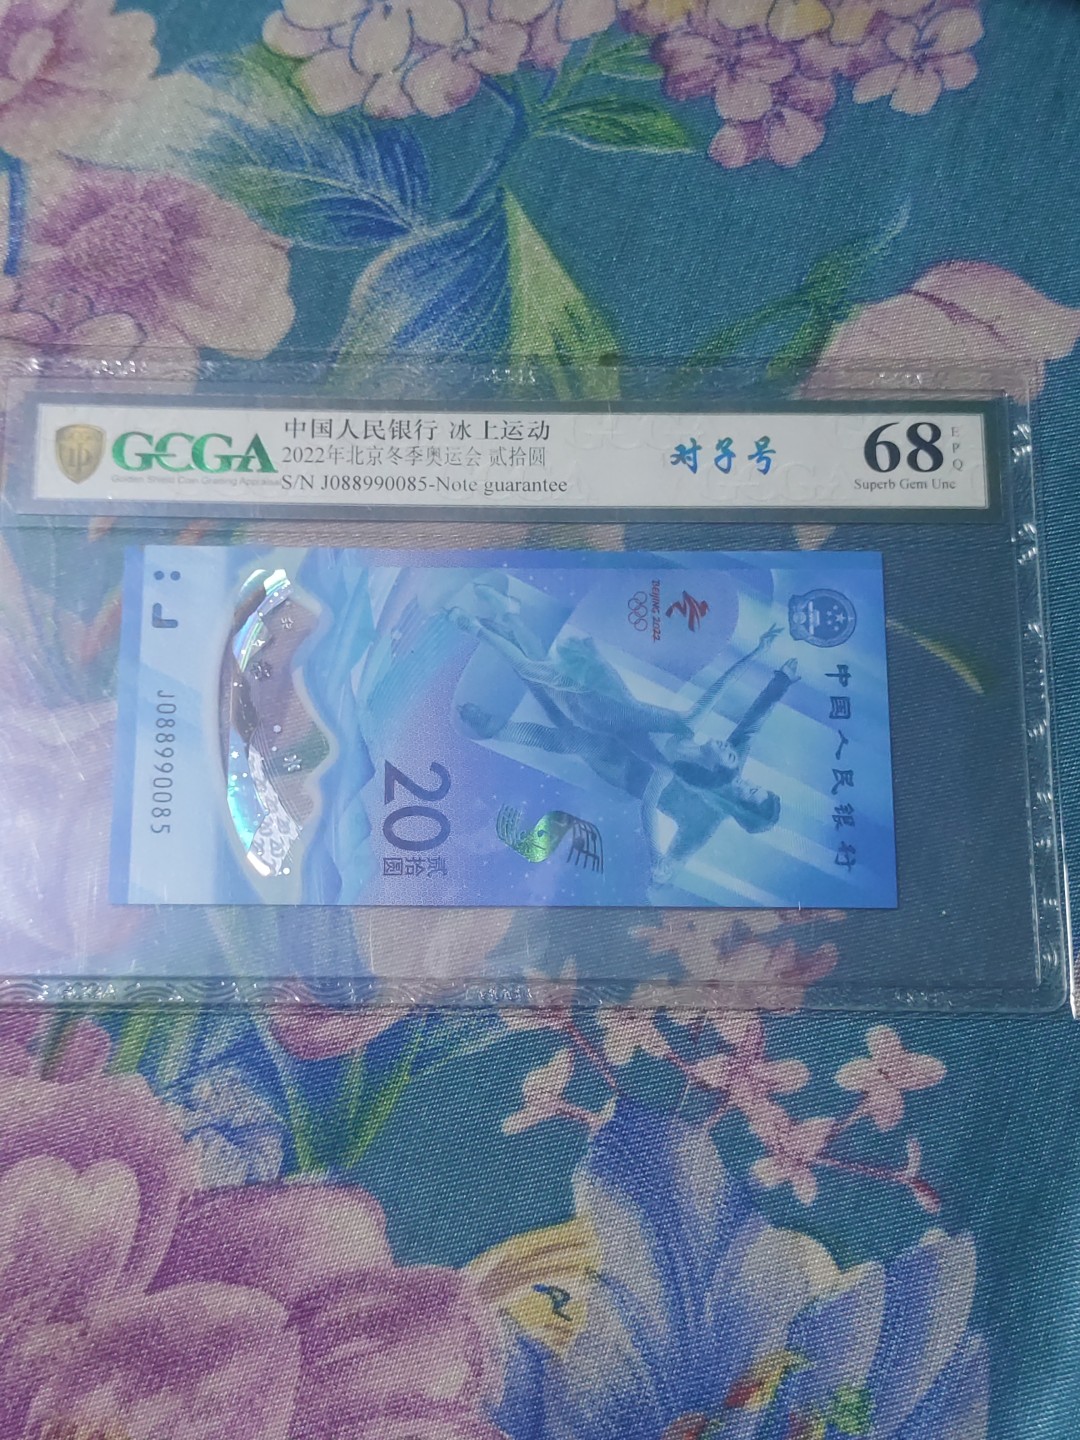 GCGA
Golden Shield Coin Grading Appraise
中国人民银行 冰上运动
2022年北京冬季奥运会 贰拾圆
S/N J088990085-Note guarantee
对子号
68
EPQ
Superb Gem Unc
中国人民银行
BEIJING 2022
20
贰拾圆
J088990085